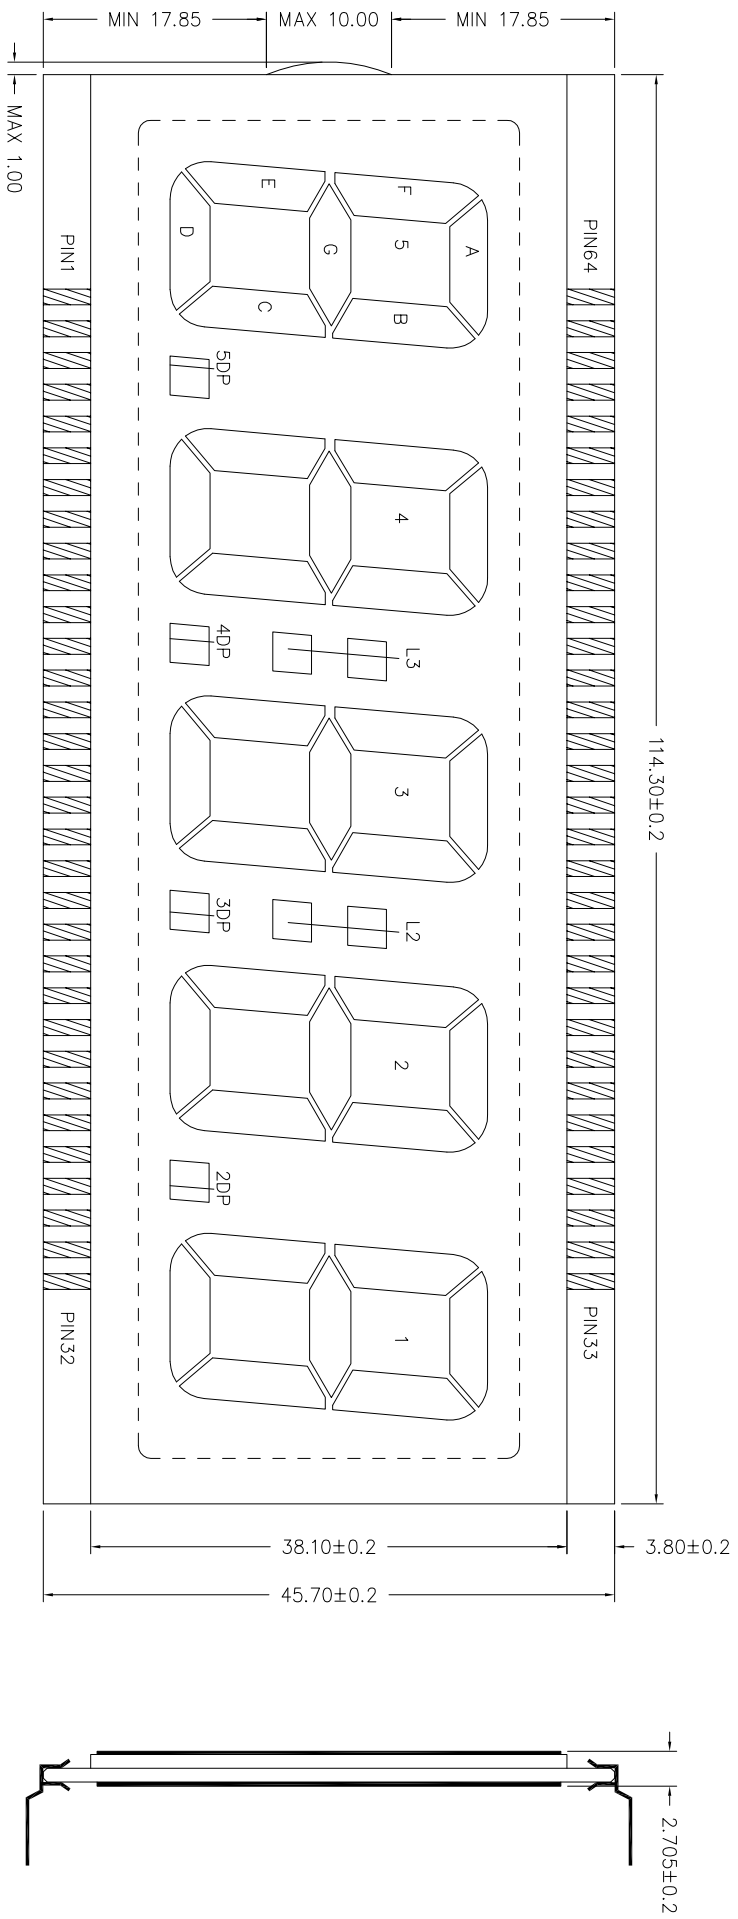 MIN 17.85
MAX 10.00
MIN 17.85
MAX 1.00
PIN1
PIN64
E
F
D
G
5
A
C
B
5DP
4
4DP
L3
3
114.30±0.2
3DP
L2
2
2DP
1
PIN32
PIN33
38.10±0.2
3.80±0.2
45.70±0.2
2.705±0.2